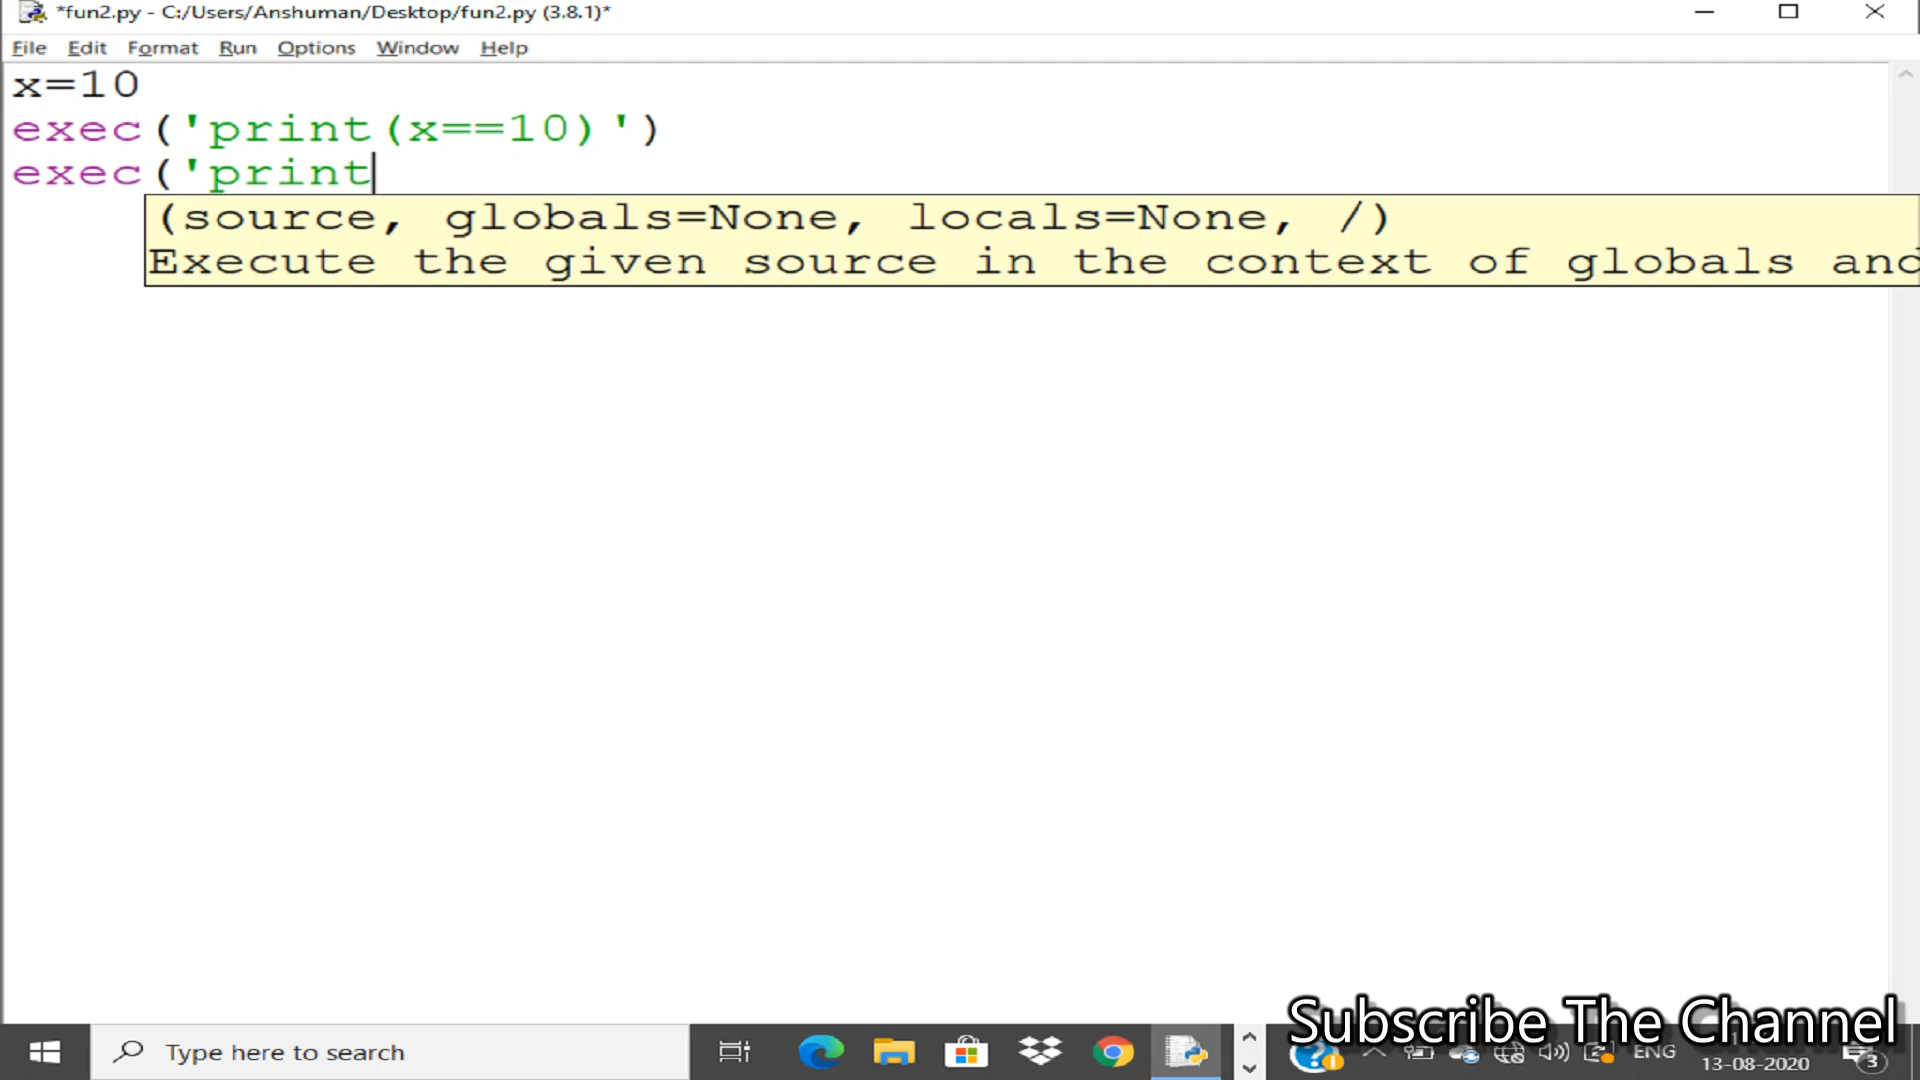 *fun2.py - C:/Users/Anshuman/Desktop/fun2.py (3.8.1)*
File Edit Format Run Options Window Help
x=10
exec('print(x==10)')
exec('print
(source, globals=None, locals=None, /)
Execute the given source in the context of globals and
Subscribe The Channel
Type here to search
ENG
13-08-2020
3